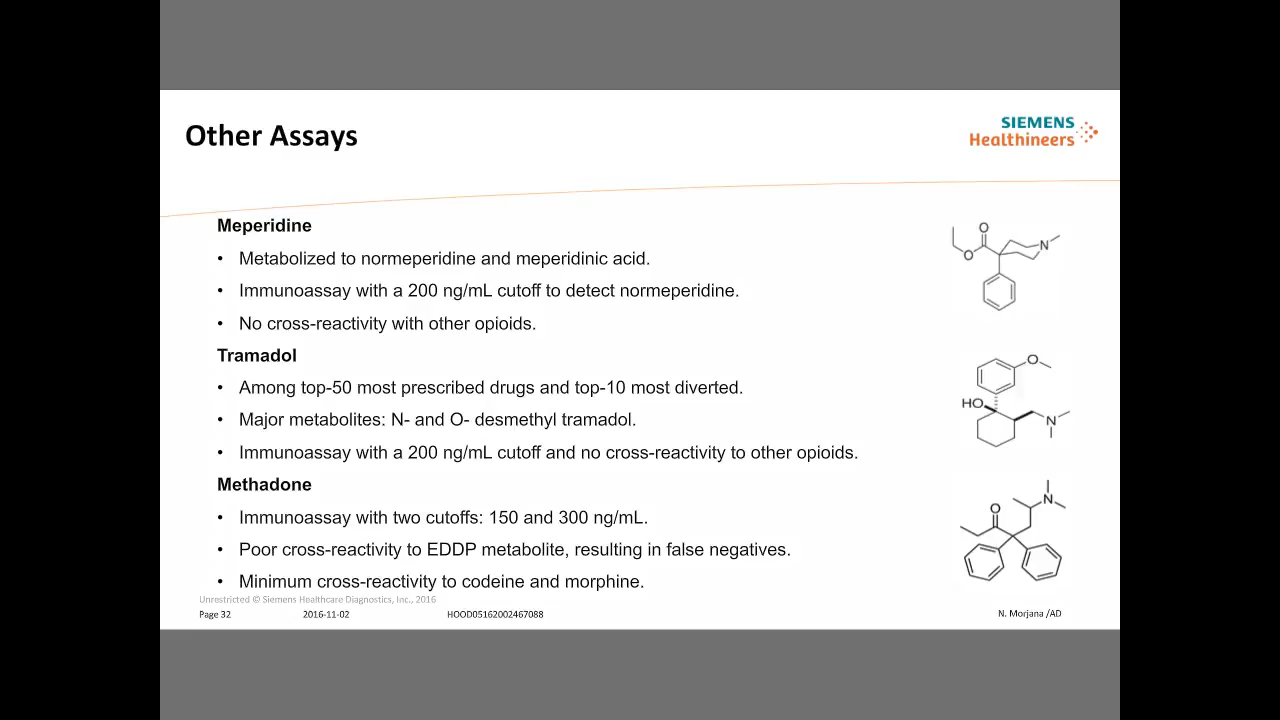 Other Assays
SIEMENS
Healthineers
Meperidine
• Metabolized to normeperidine and meperidinic acid.
• Immunoassay with a 200 ng/mL cutoff to detect normeperidine.
• No cross-reactivity with other opioids.
Tramadol
• Among top-50 most prescribed drugs and top-10 most diverted.
• Major metabolites: N- and O- desmethyl tramadol.
• Immunoassay with a 200 ng/mL cutoff and no cross-reactivity to other opioids.
Methadone
• Immunoassay with two cutoffs: 150 and 300 ng/mL.
• Poor cross-reactivity to EDDP metabolite, resulting in false negatives.
• Minimum cross-reactivity to codeine and morphine.
O
N
O
O
HO
N
N
O
Unrestricted © Siemens Healthcare Diagnostics, Inc., 2016
Page 32 2016-11-02 HOOD05162002467088 N. Morjana /AD